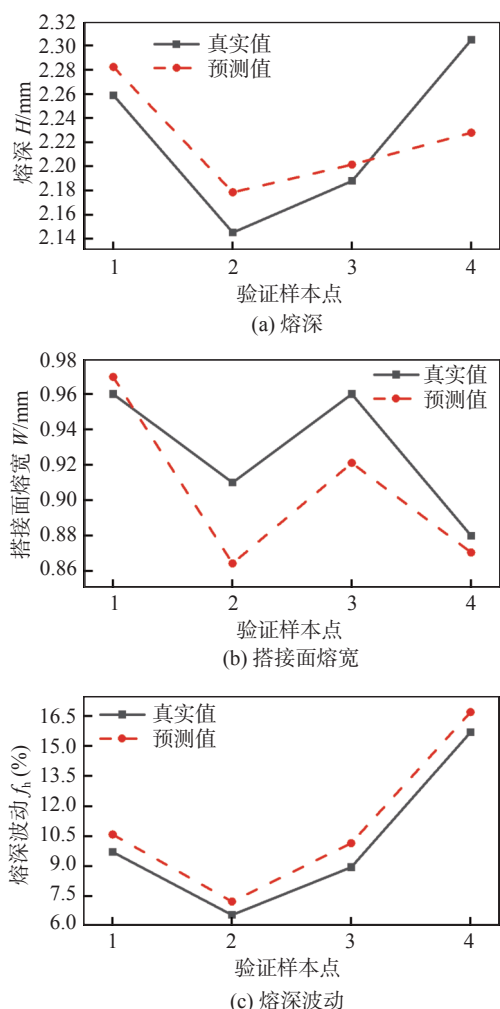 2.32
2.30
2.28
2.26
2.24
2.22
2.20
2.18
2.16
2.14
熔深 H/mm
真实值
预测值
1 2 3 4
验证样本点
(a) 熔深
0.98
0.96
0.94
0.92
0.90
0.88
0.86
搭接面熔宽 W/mm
真实值
预测值
1 2 3 4
验证样本点
(b) 搭接面熔宽
16.5
15.0
13.5
12.0
10.5
9.0
7.5
6.0
熔深波动 fh (%)
真实值
预测值
1 2 3 4
验证样本点
(c) 熔深波动